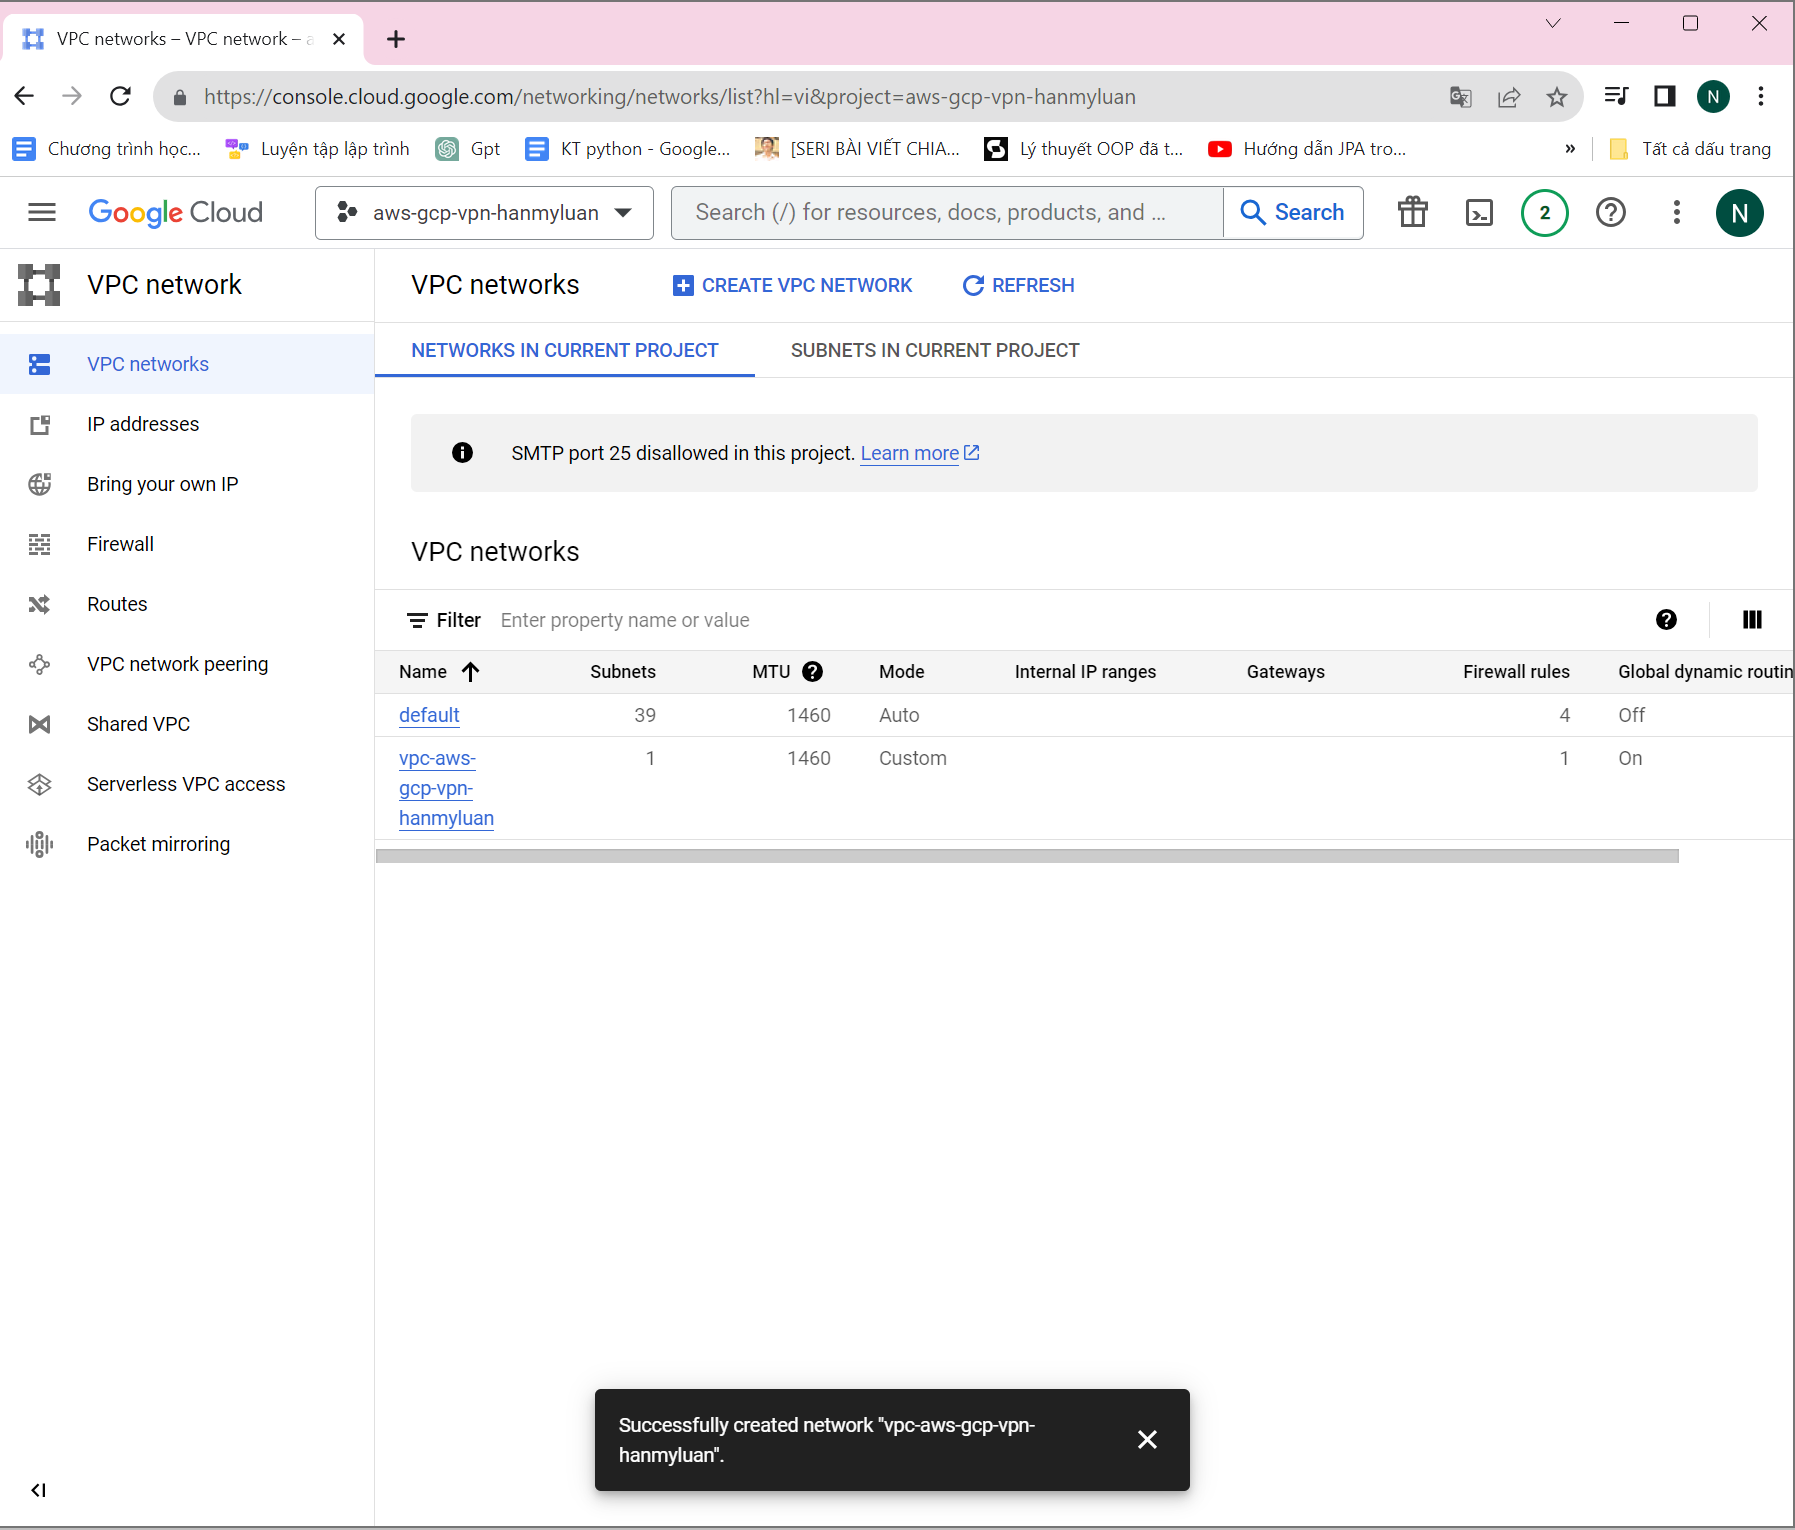 VPC networks – VPC network – a
https://console.cloud.google.com/networking/networks/list?hl=vi&project=aws-gcp-vpn-hanmyluan
N
Chương trình học...
Luyện tập lập trình
Gpt
KT python - Google...
[SERI BÀI VIẾT CHIA...
Lý thuyết OOP đã t...
Hướng dẫn JPA tro...
»
Tất cả dấu trang
Google Cloud
aws-gcp-vpn-hanmyluan
Search (/) for resources, docs, products, and ...
Search
2
N
VPC network
VPC networks
CREATE VPC NETWORK
REFRESH
VPC networks
IP addresses
Bring your own IP
Firewall
Routes
VPC network peering
Shared VPC
Serverless VPC access
Packet mirroring
NETWORKS IN CURRENT PROJECT
SUBNETS IN CURRENT PROJECT
SMTP port 25 disallowed in this project. Learn more
VPC networks
Filter Enter property name or value
Name Subnets MTU Mode Internal IP ranges Gateways Firewall rules Global dynamic routin
default 39 1460 Auto 4 Off
vpc-aws- 1 1460 Custom 1 On
gcp-vpn-
hanmyluan
Successfully created network "vpc-aws-gcp-vpn-
hanmyluan".